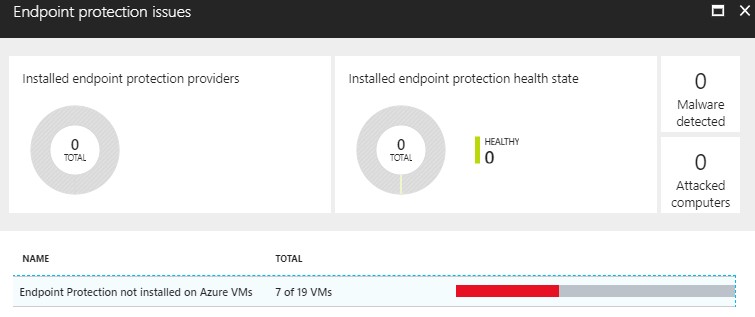 Endpoint protection issues
Installed endpoint protection providers
0
TOTAL
Installed endpoint protection health state
0
TOTAL
HEALTHY
0
0
Malware
detected
0
Attacked
computers
NAME TOTAL
Endpoint Protection not installed on Azure VMs 7 of 19 VMs